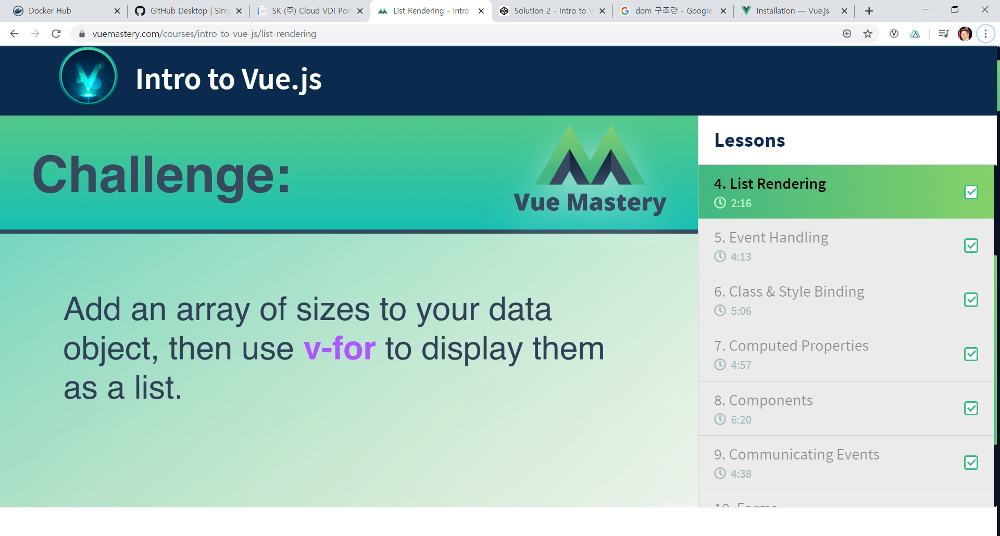 Docker Hub
GitHub Desktop | Sim
SK (주) Cloud VDI Por
List Rendering - Intro
Solution 2 - Intro to V
dom 구조란 - Google
Installation — Vue.js
vuemastery.com/courses/intro-to-vue-js/list-rendering
Intro to Vue.js
Challenge:
Vue Mastery
Add an array of sizes to your data
object, then use v-for to display them
as a list.
Lessons
4. List Rendering
2:16
5. Event Handling
4:13
6. Class & Style Binding
5:06
7. Computed Properties
4:57
8. Components
6:20
9. Communicating Events
4:38